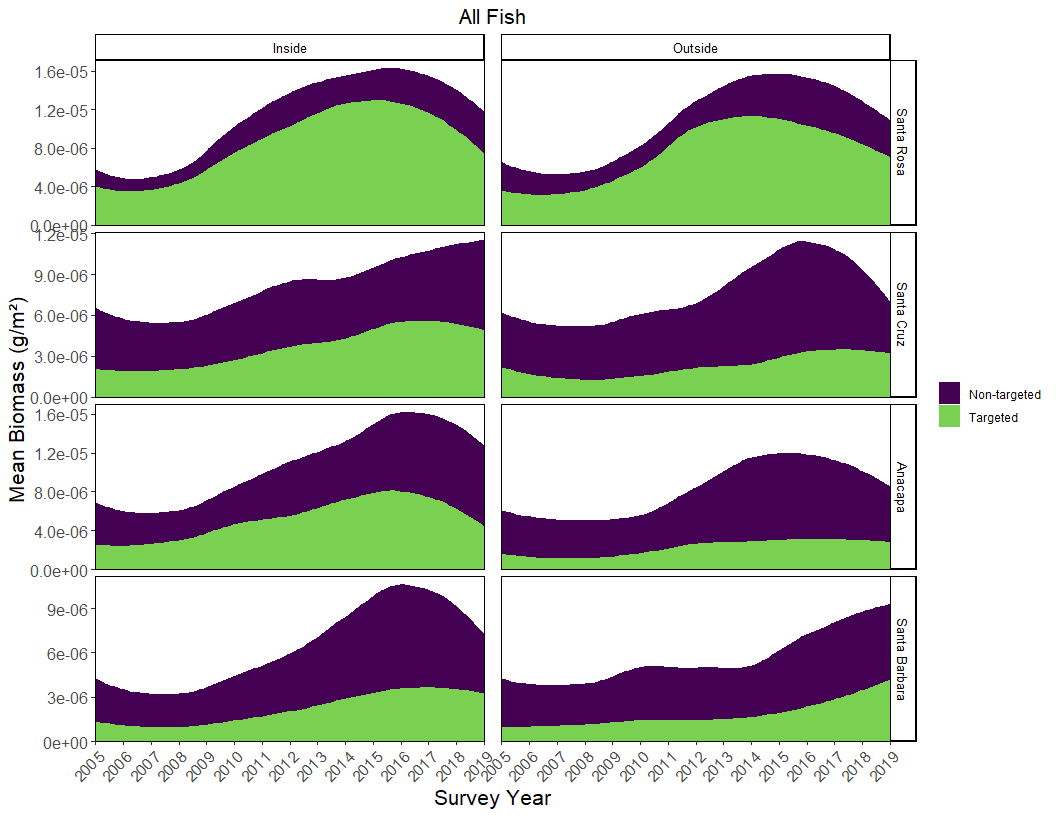 All Fish
Inside
Outside
Mean Biomass (g/m²)
1.6e-05
1.2e-05
8.0e-06
4.0e-06
0.0e+00
Santa Rosa
1.2e-05
9.0e-06
6.0e-06
3.0e-06
0.0e+00
Santa Cruz
1.6e-05
1.2e-05
8.0e-06
4.0e-06
0.0e+00
Anacapa
9e-06
6e-06
3e-06
0e+00
Santa Barbara
2005 2006 2007 2008 2009 2010 2011 2012 2013 2014 2015 2016 2017 2018 2019
2005 2006 2007 2008 2009 2010 2011 2012 2013 2014 2015 2016 2017 2018 2019
Survey Year
Non-targeted
Targeted